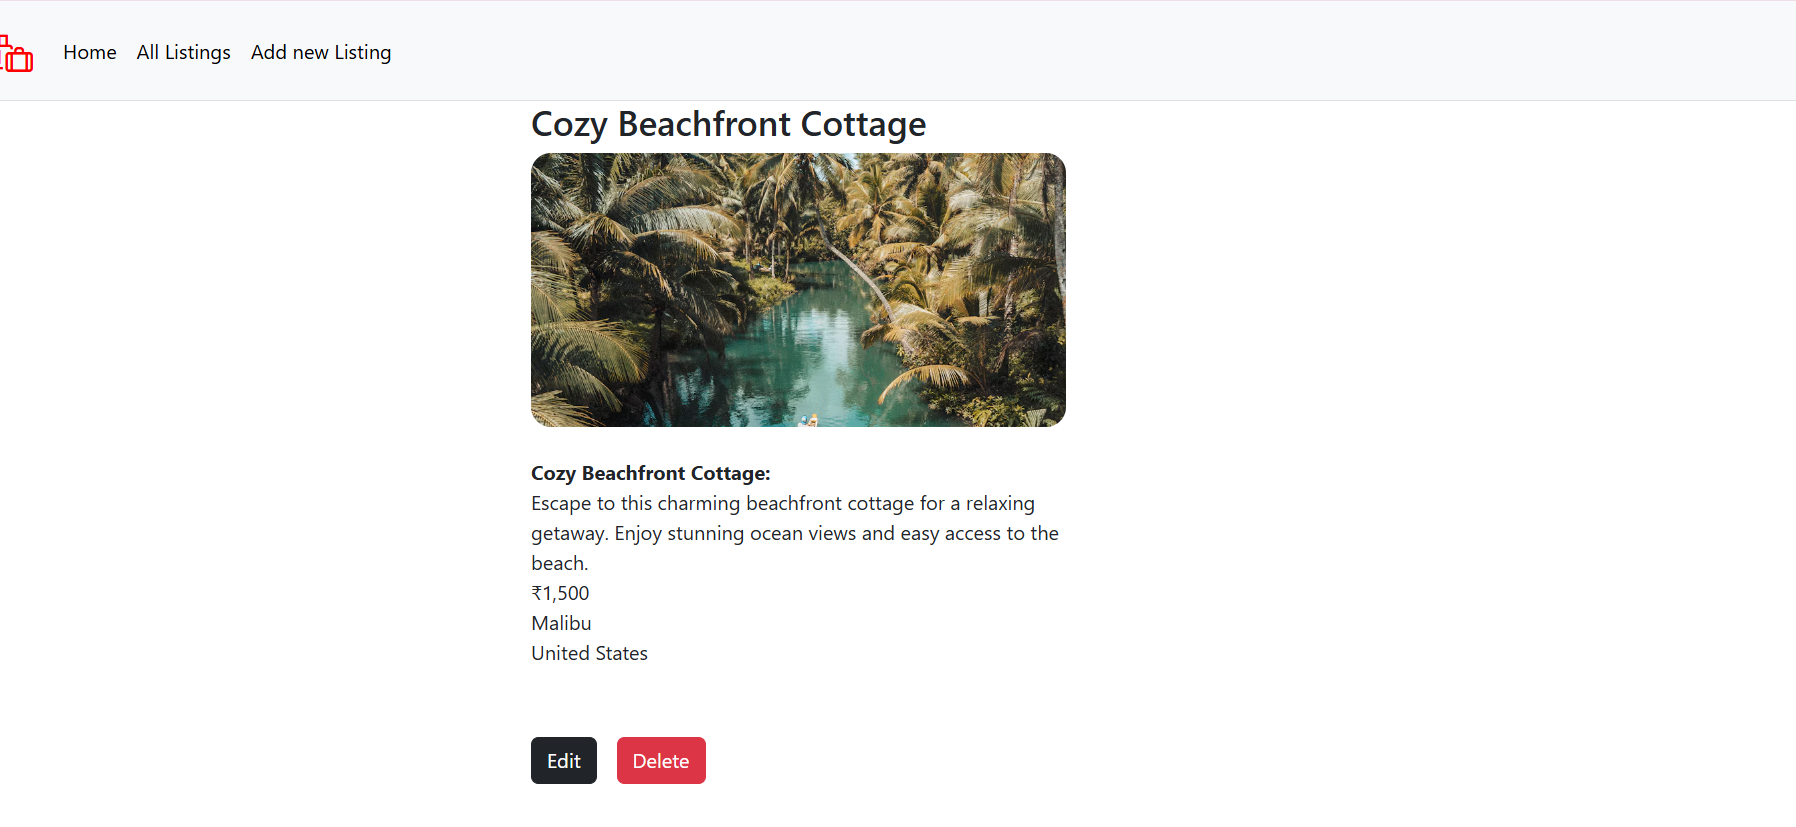 Home All Listings Add new Listing
Cozy Beachfront Cottage
Cozy Beachfront Cottage:
Escape to this charming beachfront cottage for a relaxing
getaway. Enjoy stunning ocean views and easy access to the
beach.
₹1,500
Malibu
United States
Edit Delete